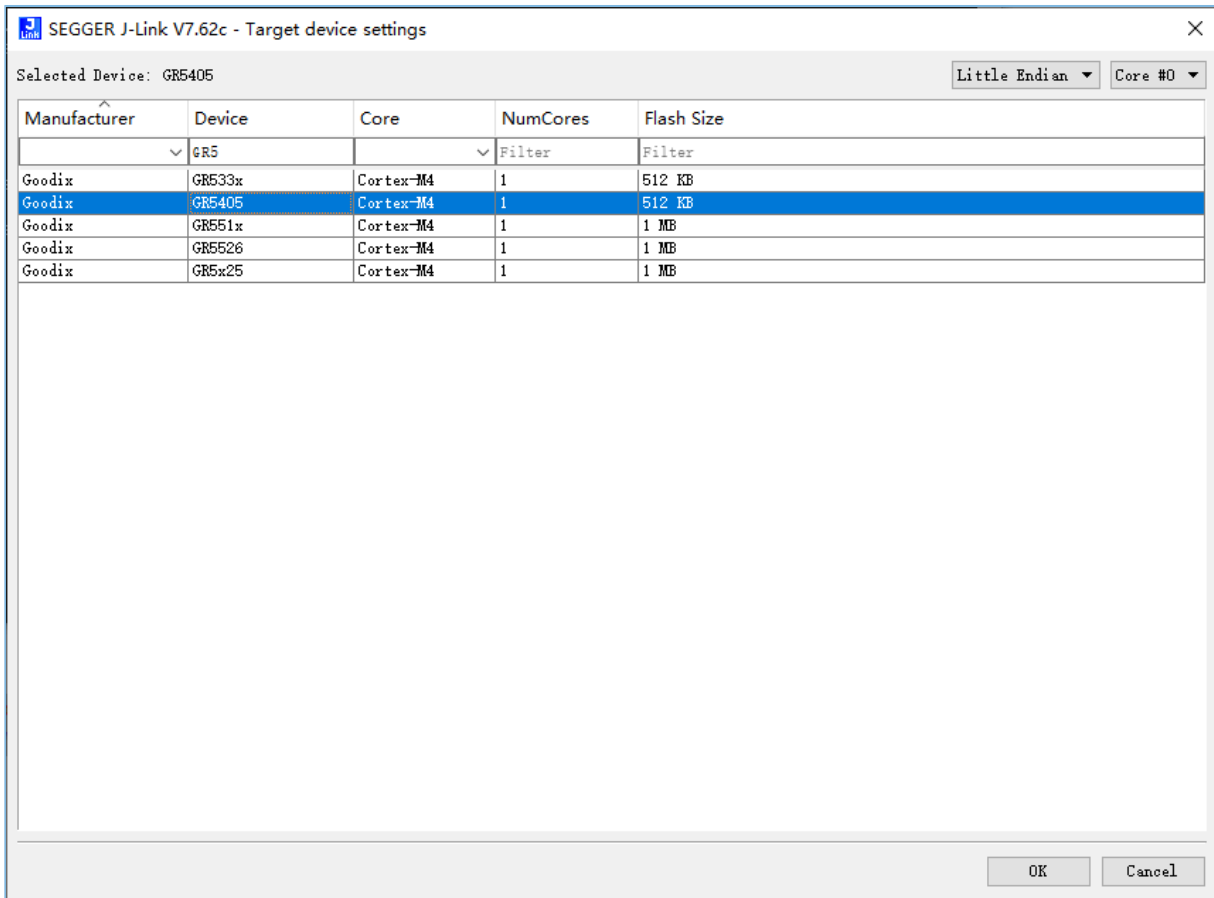 SEGGER J-Link V7.62c - Target device settings
Selected Device: GR5405 Little Endian Core #0
Manufacturer Device Core NumCores Flash Size
GR5 Filter Filter
Goodix GR533x Cortex-M4 1 512 KB
Goodix GR5405 Cortex-M4 1 512 KB
Goodix GR551x Cortex-M4 1 1 MB
Goodix GR5526 Cortex-M4 1 1 MB
Goodix GR5x25 Cortex-M4 1 1 MB
OK Cancel